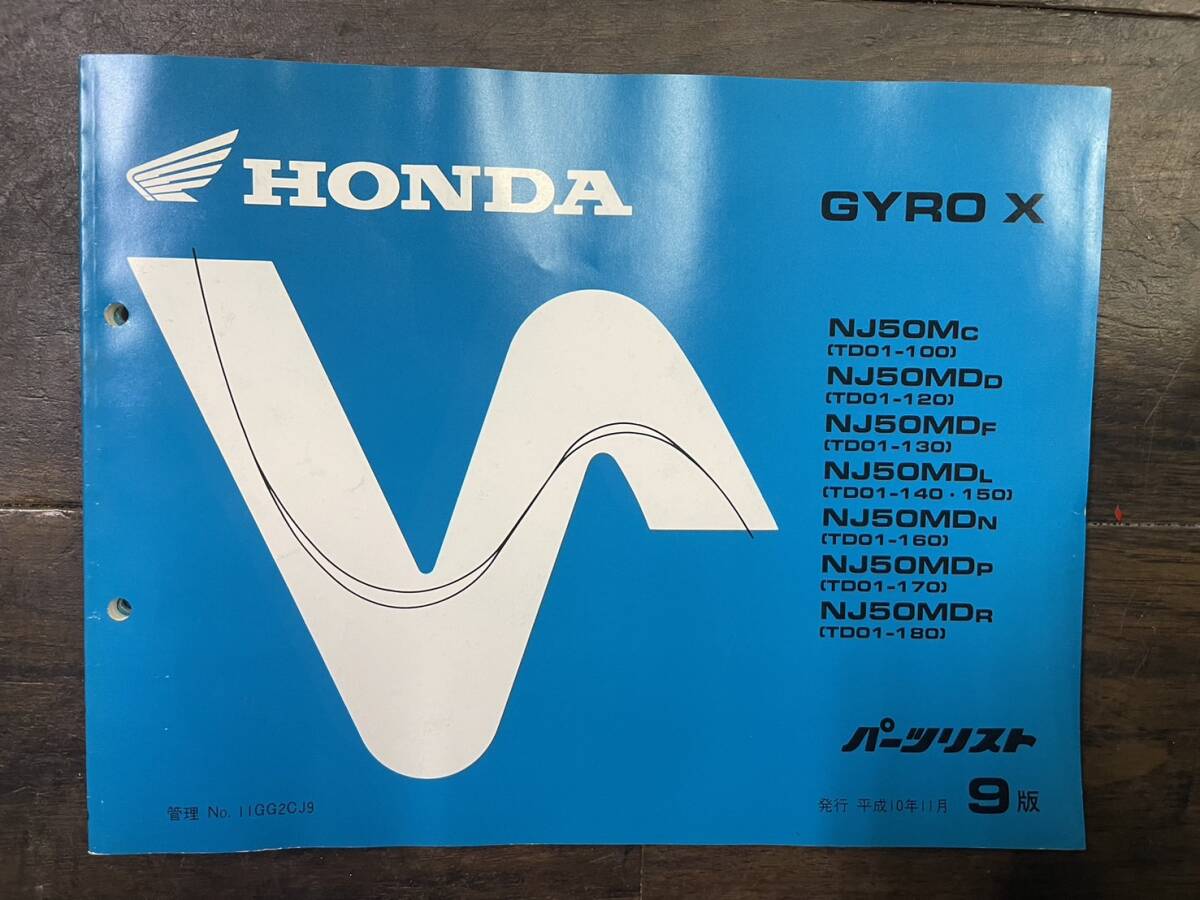 HONDA
GYRO X
NJ50MC
(TD01-100)
NJ50MDD
(TD01-120)
NJ50MDF
(TD01-130)
NJ50MDL
(TD01-140・150)
NJ50MDN
(TD01-160)
NJ50MDP
(TD01-170)
NJ50MDR
(TD01-180)
パーツリスト
管理 No. 11GG2CJ9
発行 平成10年11月 9版